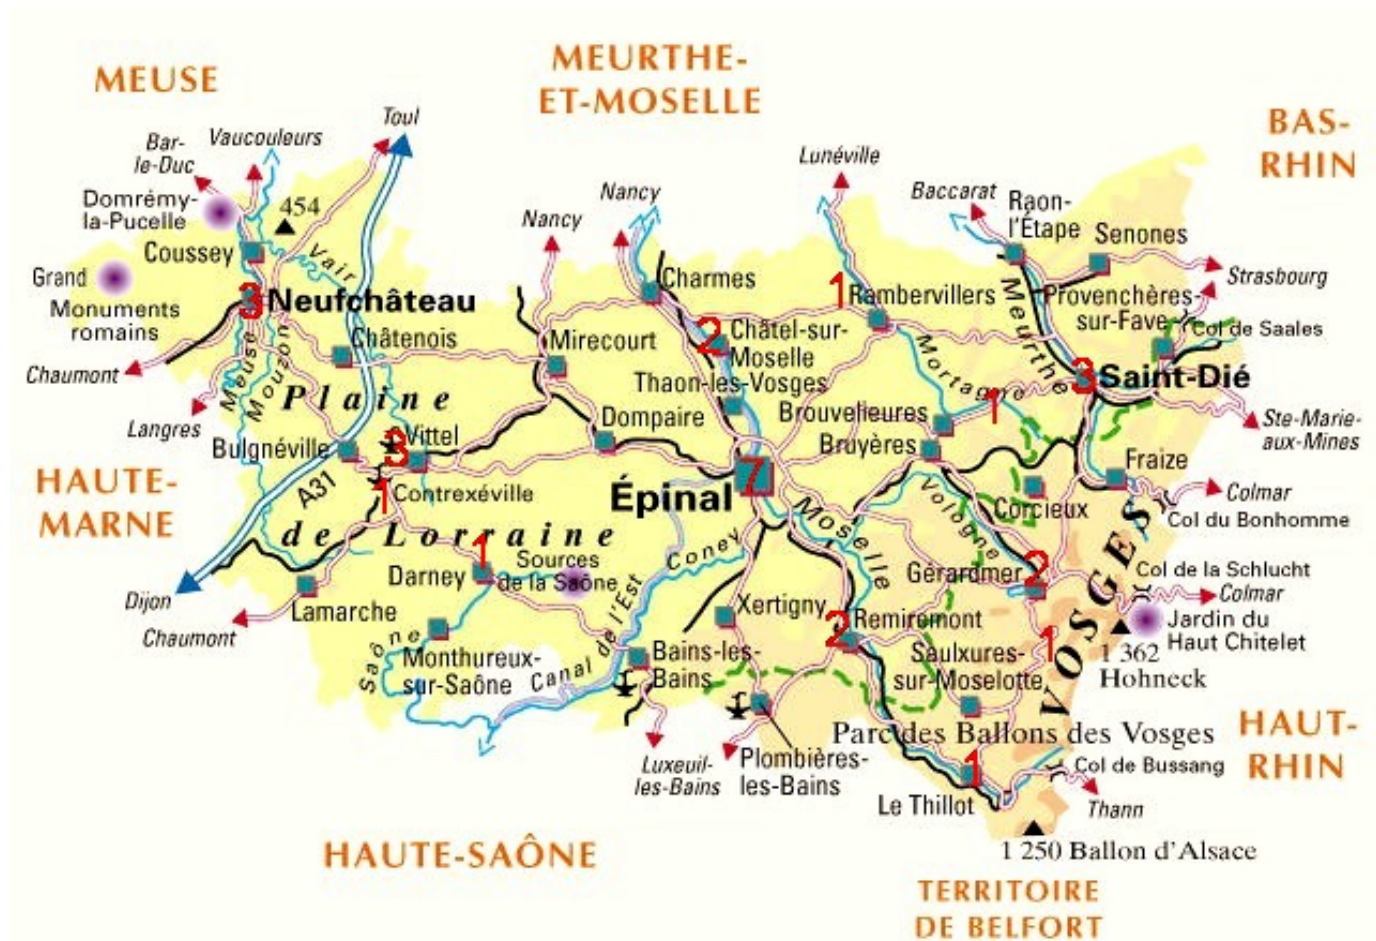 MEUSE
MEURTHE-
ET-MOSELLE
BAS-
RHIN
Toul
Bar-
le-Duc
Vaucouleurs
Lunéville
Nancy
Nancy
Baccarat
Raon-
l'Étape
Domrémy-
la-Pucelle
454
Coussey
Vair
Senones
Strasbourg
Grand
Monuments
romains
3
Neufchâteau
Charmes
1
Rambervillers
Meurthe
Provenchères-
sur-Fave
Col de Saales
Châtenois
Mirecourt
2
Châtel-sur-
Moselle
Mortagne
Chaumont
Meuse
Mouzon
Thaon-les-Vosges
3
Saint-Dié
Plaine
Langres
Dompaire
Brouvelieures
1
Ste-Marie-
aux-Mines
Bulgnéville
3
Vittel
Bruyères
Fraize
HAUTE-
MARNE
A31
1
Contrexéville
Épinal
7
Moselle
Vologne
Corcieux
Colmar
Col du Bonhomme
de Lorraine
1
Sources
de la Saône
Coney
Darney
Gérardmer
2
VOSGES
Col de la Schlucht
Colmar
Dijon
Lamarche
Chaumont
Canal de l'Est
Xertigny
2
Remiremont
Jardin du
Haut Chitelet
Saône
Monthureux-
sur-Saône
Bains-les-
Bains
Saulxures-
sur-Moselotte
1
1 362
Hohneck
Parc des Ballons des Vosges
HAUT-
RHIN
Luxeuil-
les-Bains
Plombières-
les-Bains
1
Col de Bussang
Le Thillot
Thann
HAUTE-SAÔNE
1 250 Ballon d'Alsace
TERRITOIRE
DE BELFORT